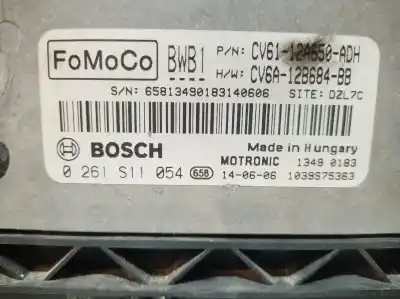 FoMoCo BWB1 P/N: CV61-12A650-ADH
H/W: CV6A-12B684-BB
S/N: 65813490183140606 SITE: DZL7C
BOSCH Made in Hungary
MOTRONIC 1349 0183
0 261 S11 054 658 14-06-06 1039S75363